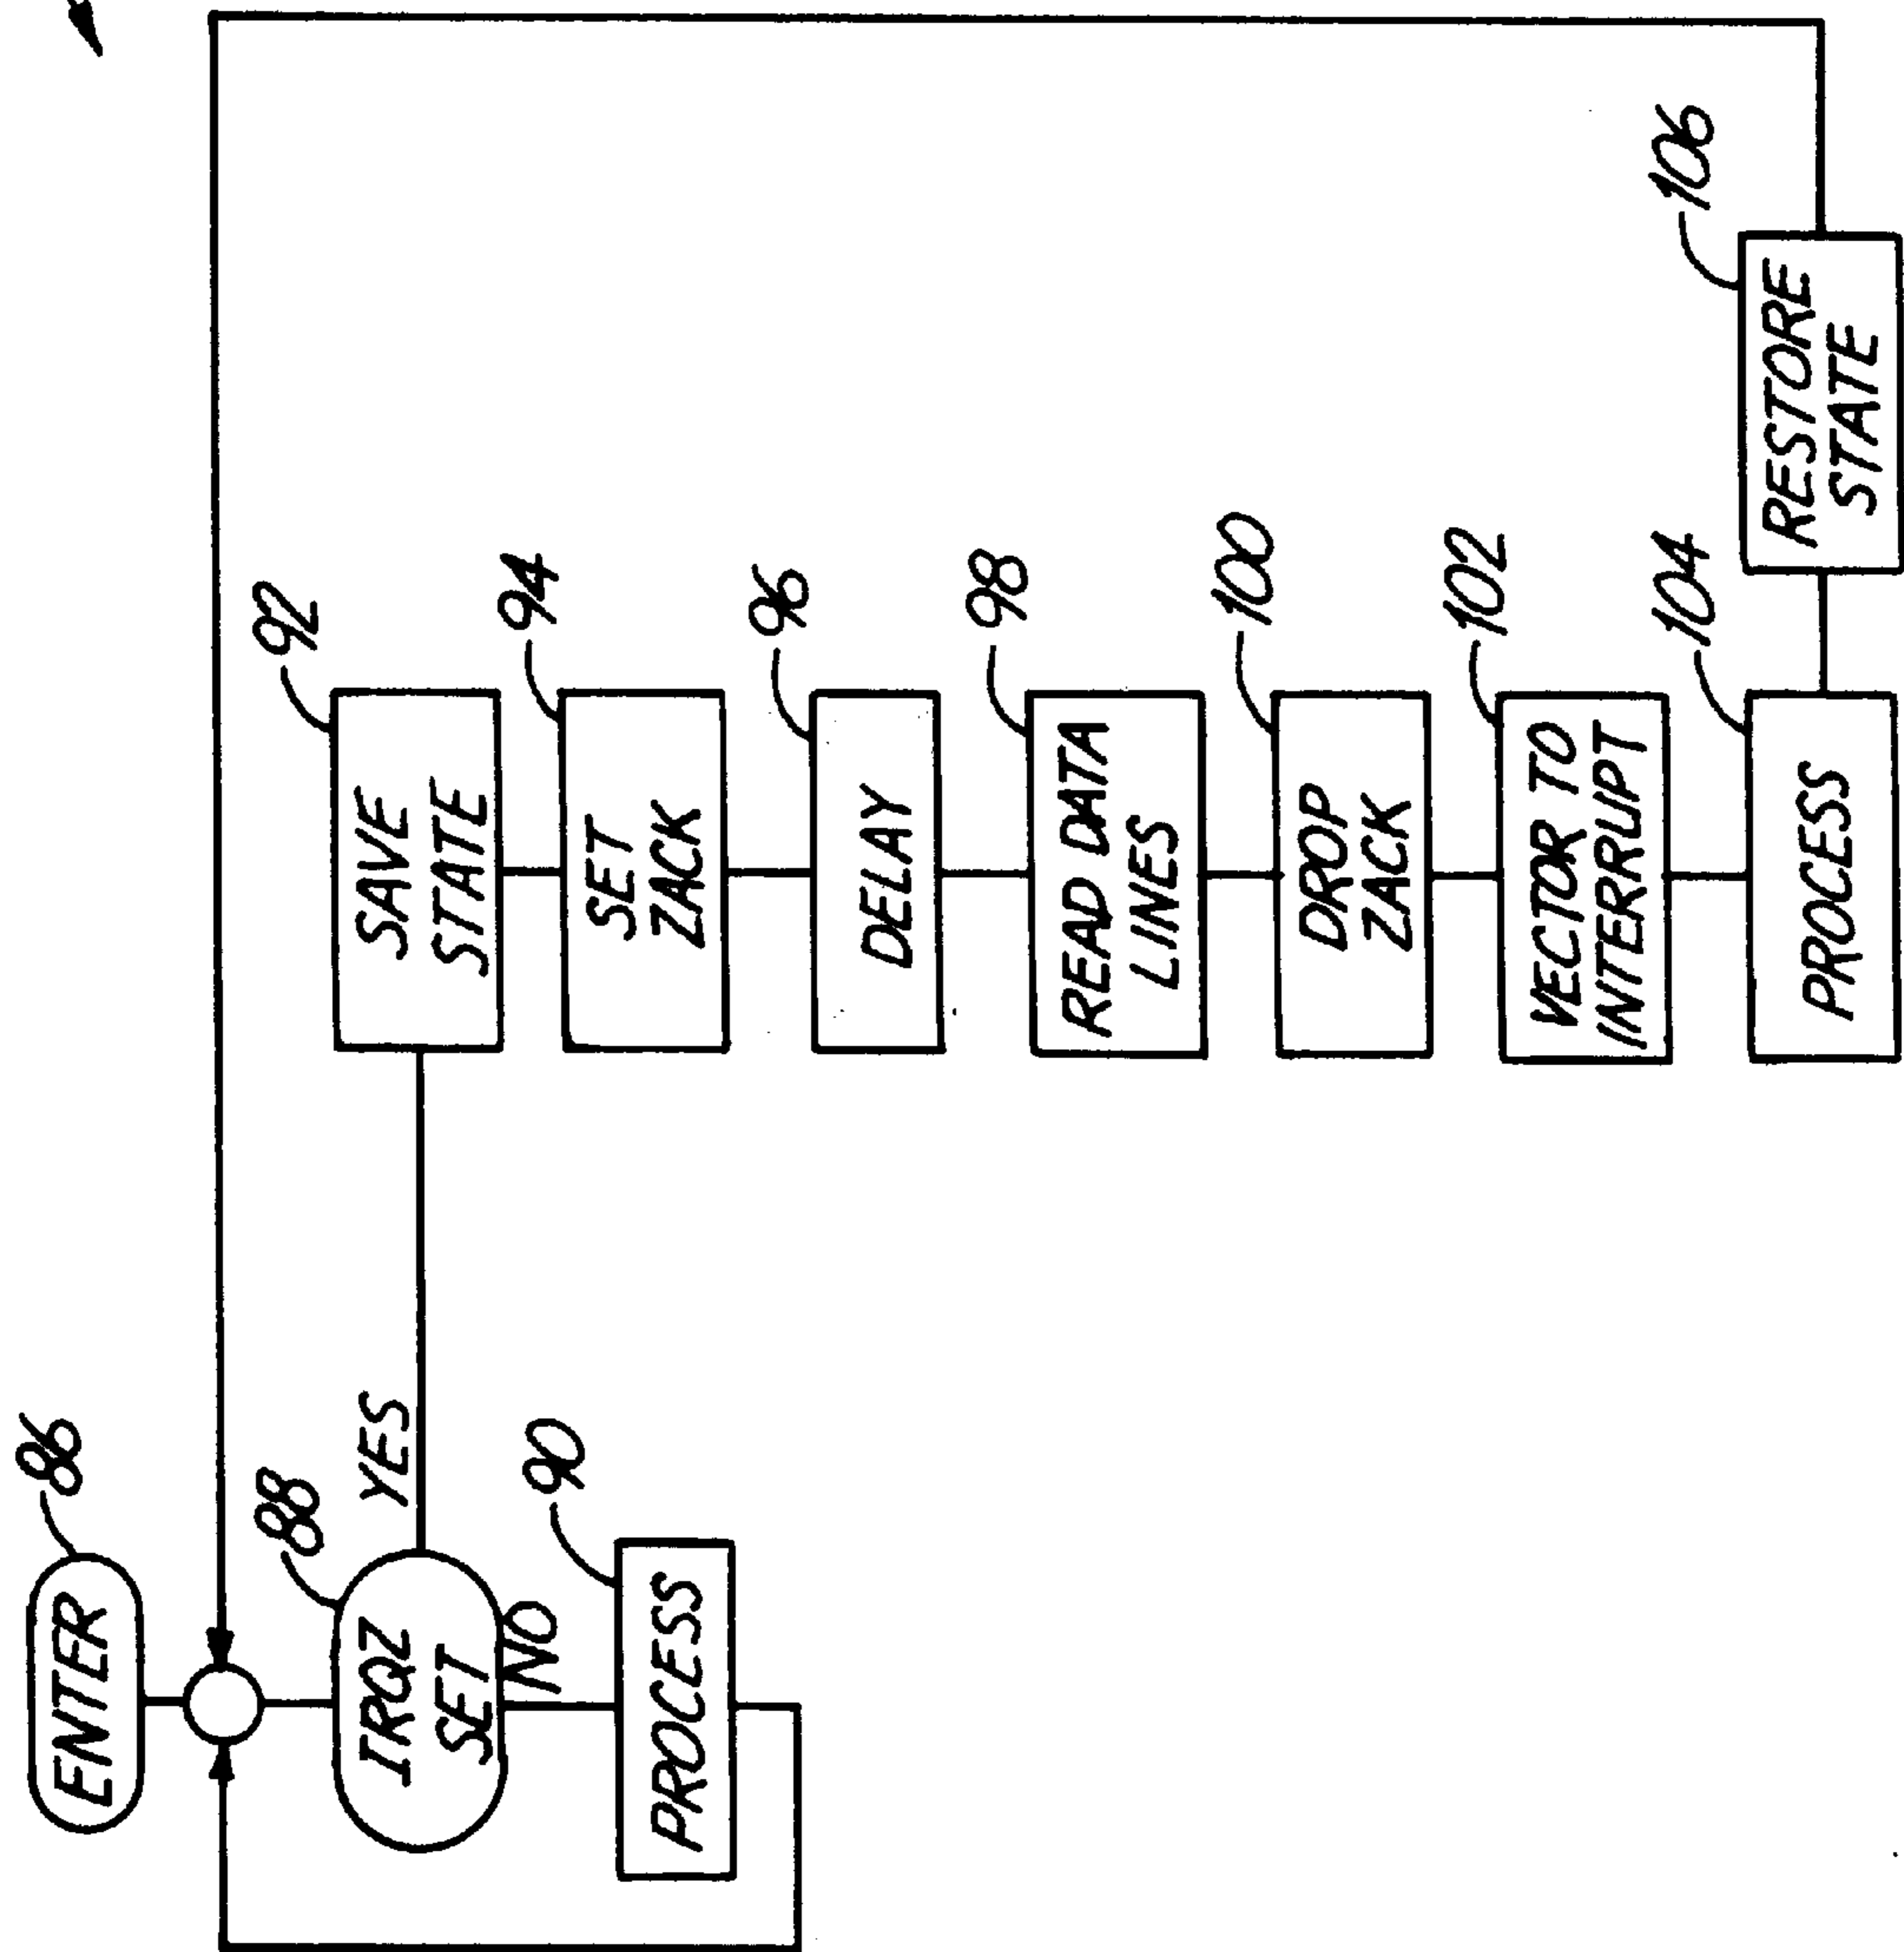 86
ENTER
88
IRQZ
SET
YES
NO
90
PROCESS
92
SAVE
STATE
94
SET
ZACK
96
DELAY
98
READ DATA
LINES
100
DROP
ZACK
102
VECTOR TO
INTERRUPT
104
PROCESS
106
RESTORE
STATE